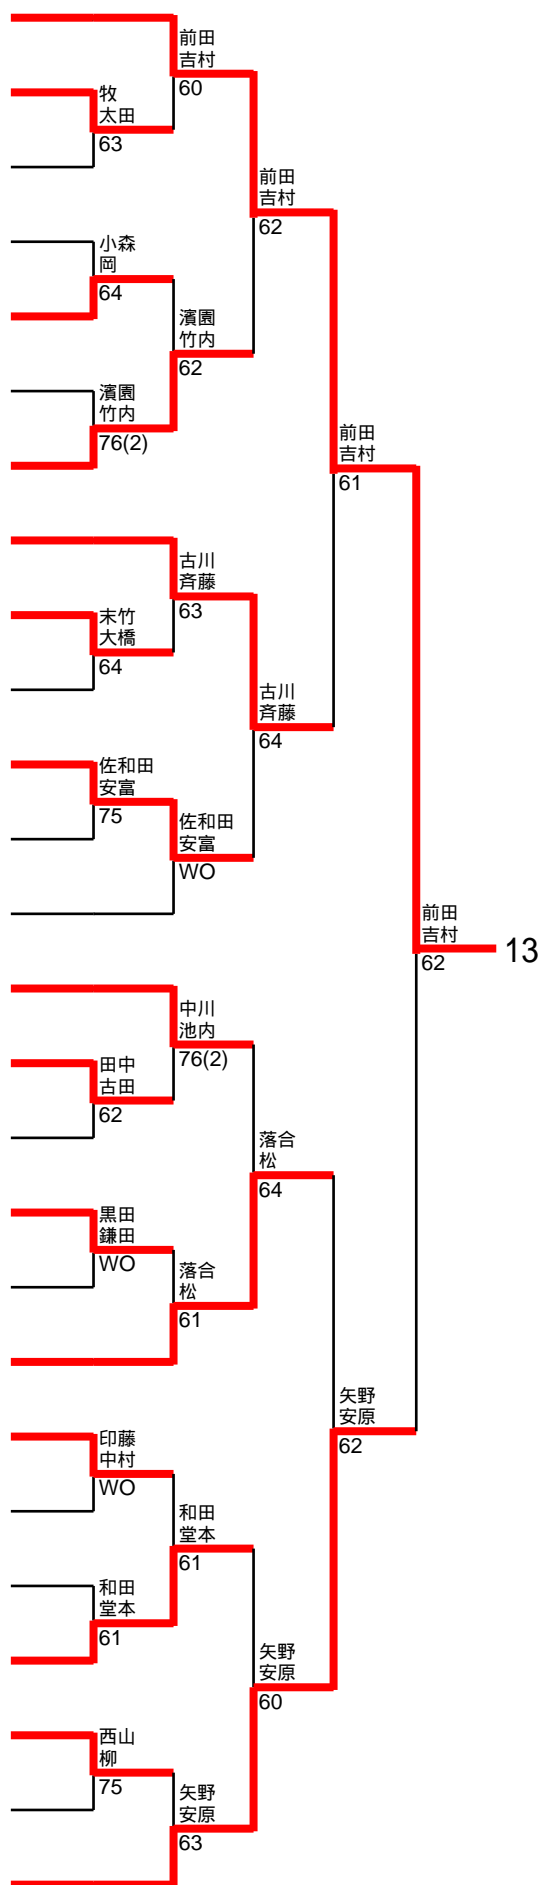 前田
吉村
60
牧
太田
63
前田
吉村
62
小森
岡
64
濱園
竹内
62
濱園
竹内
76(2)
前田
吉村
61
古川
斉藤
63
末竹
大橋
64
古川
斉藤
64
佐和田
安富
75
佐和田
安富
WO
前田
吉村
62
13
中川
池内
76(2)
田中
古田
62
落合
松
64
黒田
鎌田
WO
落合
松
61
矢野
安原
62
印藤
中村
WO
和田
堂本
61
和田
堂本
61
矢野
安原
60
西山
柳
75
矢野
安原
63